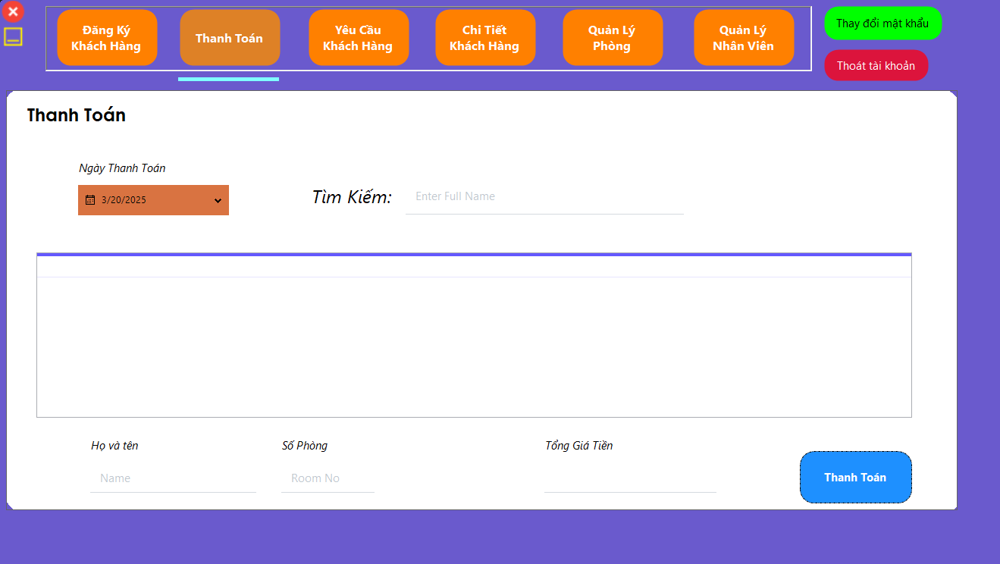 Đăng Ký
Khách Hàng
Thanh Toán
Yêu Cầu
Khách Hàng
Chi Tiết
Khách Hàng
Quản Lý
Phòng
Quản Lý
Nhân Viên
Thay đổi mật khẩu
Thoát tài khoản
Thanh Toán
Ngày Thanh Toán
3/20/2025
Tìm Kiếm:
Enter Full Name
Họ và tên
Số Phòng
Tổng Giá Tiền
Name
Room No
Thanh Toán